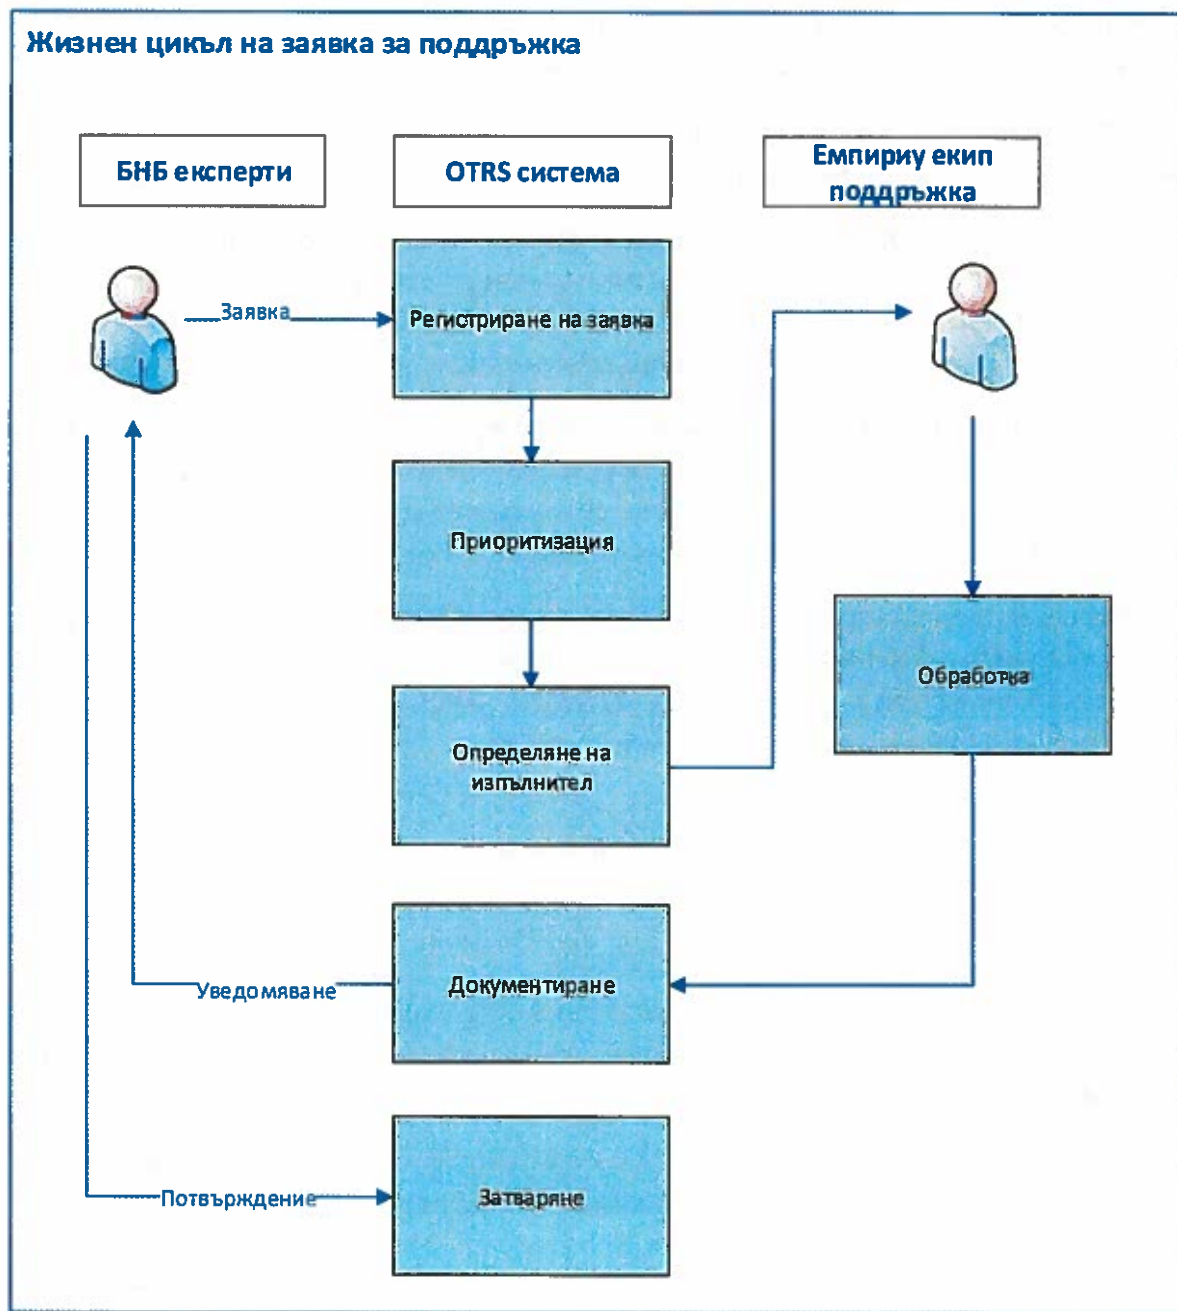 Жизнен цикъл на заявка за поддръжка
БНБ експерти
OTRS система
Емпириу екип
поддръжка
Заявка
Регистриране на заявка
Приоритизация
Обработка
Определяне на
изпълнител
Документиране
Уведомяване
Потвърждение
Затваряне